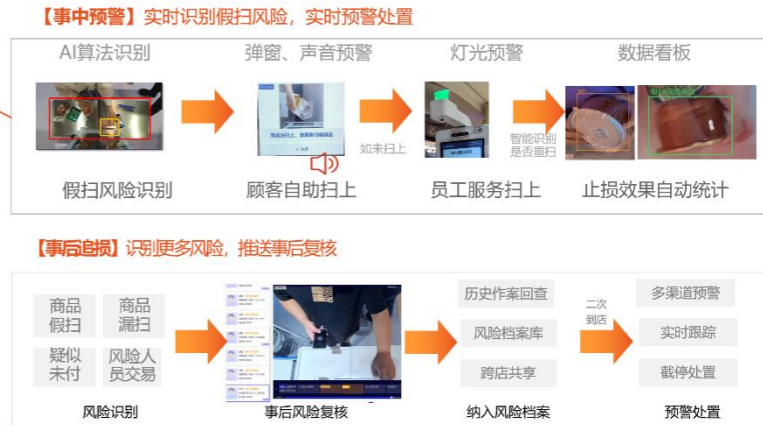 【事中预警】实时识别假扫风险，实时预警处置
AI算法识别
弹窗、声音预警
灯光预警
数据看板
如未扫上
智能识别
是否重扫
假扫风险识别
顾客自助扫上
员工服务扫上
止损效果自动统计
【事后追损】识别更多风险，推送事后复核
商品
假扫
商品
漏扫
疑似
未付
风险人
员交易
风险识别
事后风险复核
历史作案回查
风险档案库
跨店共享
纳入风险档案
二次
到店
多渠道预警
实时跟踪
截停处置
预警处置